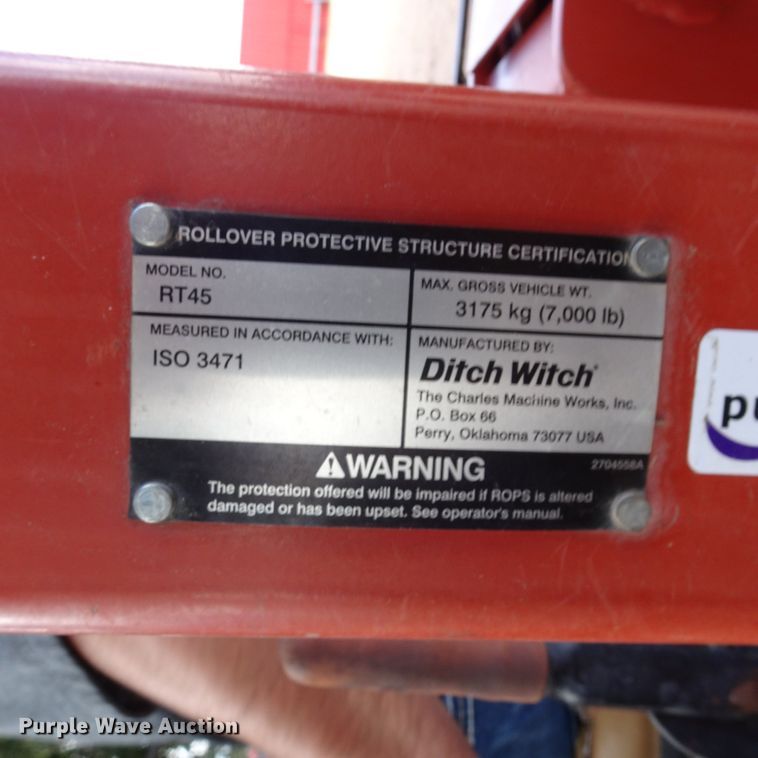 ROLLOVER PROTECTIVE STRUCTURE CERTIFICATION
MODEL NO.
RT45
MAX. GROSS VEHICLE WT.
3175 kg (7,000 lb)
MEASURED IN ACCORDANCE WITH:
ISO 3471
MANUFACTURED BY:
Ditch Witch®
The Charles Machine Works, Inc.
P.O. Box 66
Perry, Oklahoma 73077 USA
⚠WARNING
2704558A
The protection offered will be impaired if ROPS is altered
damaged or has been upset. See operator's manual.
pu
Purple Wave Auction